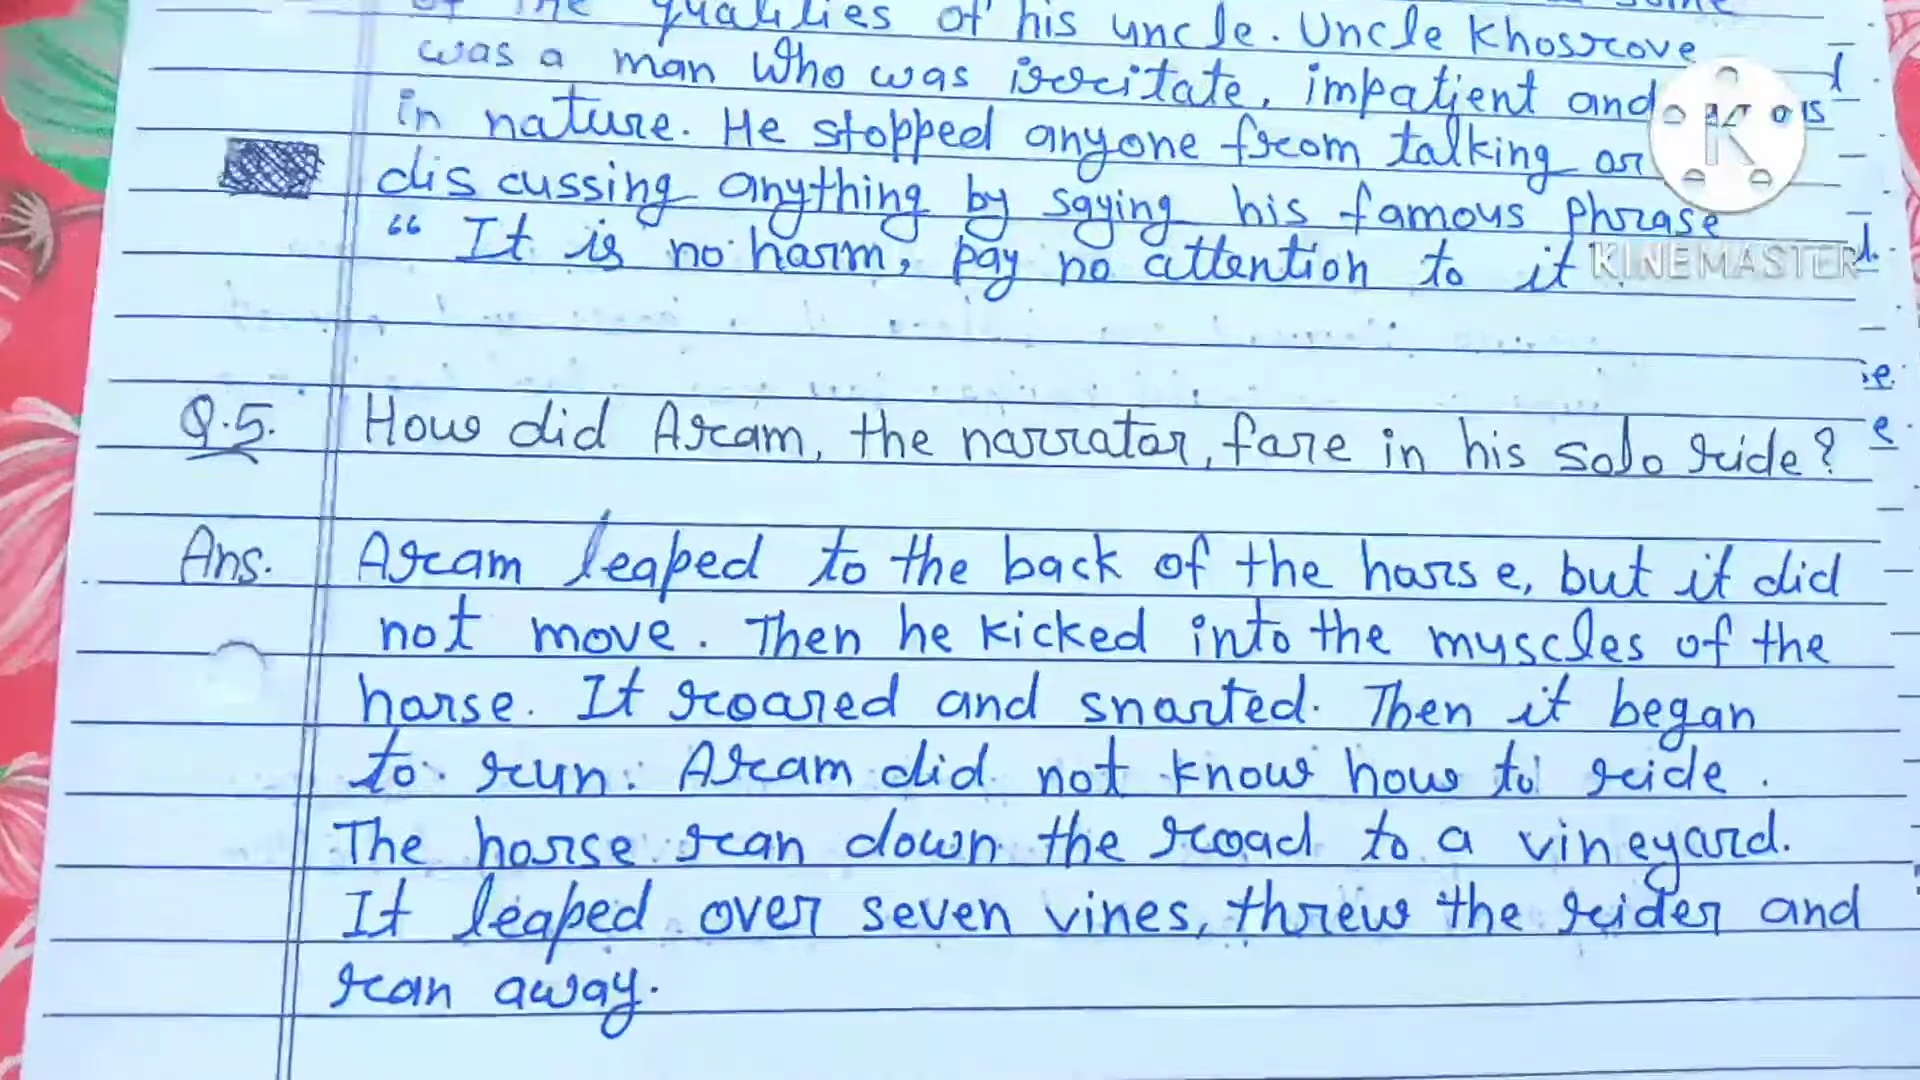 qualities of his uncle. Uncle Khosrove
was a man who was irritate, impatient and
in nature. He stopped anyone from talking or
discussing anything by saying his famous phrase
“ It is no harm, pay no attention to it
KINEMASTER
Q.5. How did Aram, the narrator, fare in his solo ride?
Ans. Aram leaped to the back of the horse, but it did
not move. Then he kicked into the muscles of the
horse. It roared and snorted. Then it began
to run. Aram did not know how to ride.
The horse ran down the road to a vineyard.
It leaped over seven vines, threw the rider and
ran away.